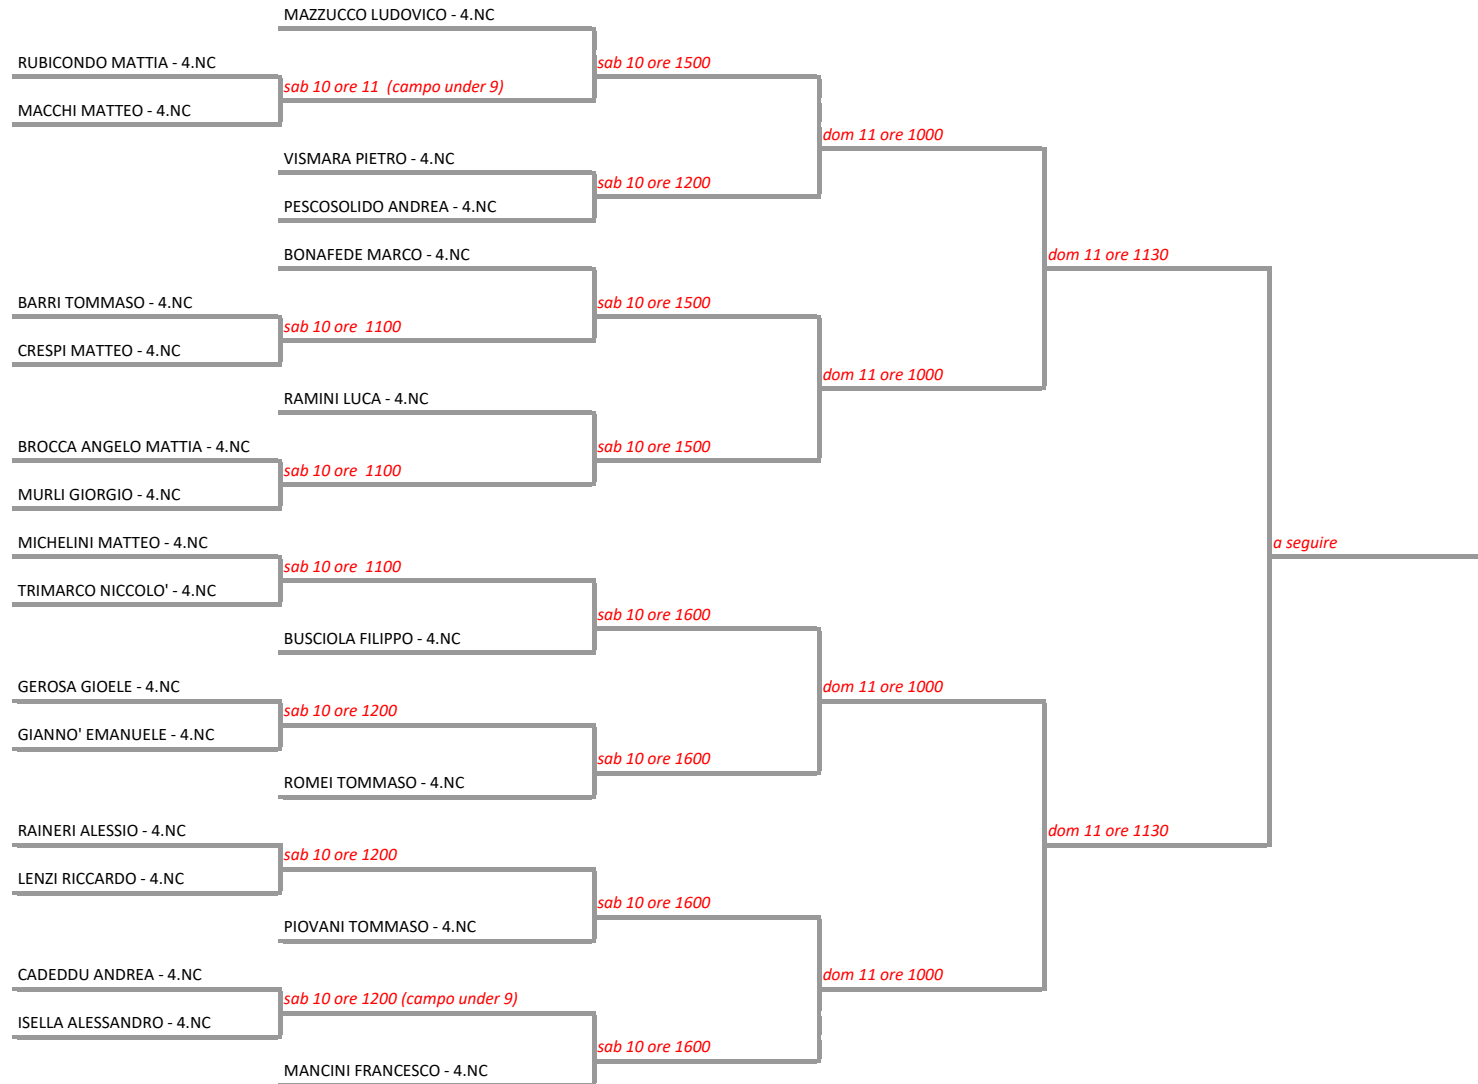 MAZZUCCO LUDOVICO - 4.NC
RUBICONDO MATTIA - 4.NC
sab 10 ore 1500
sab 10 ore 11  (campo under 9)
MACCHI MATTEO - 4.NC
dom 11 ore 1000
VISMARA PIETRO - 4.NC
sab 10 ore 1200
PESCOSOLIDO ANDREA - 4.NC
BONAFEDE MARCO - 4.NC
dom 11 ore 1130
BARRI TOMMASO - 4.NC
sab 10 ore 1500
sab 10 ore  1100
CRESPI MATTEO - 4.NC
dom 11 ore 1000
RAMINI LUCA - 4.NC
BROCCA ANGELO MATTIA - 4.NC
sab 10 ore 1500
sab 10 ore  1100
MURLI GIORGIO - 4.NC
MICHELINI MATTEO - 4.NC
a seguire
sab 10 ore  1100
TRIMARCO NICCOLO' - 4.NC
sab 10 ore 1600
BUSCIOLA FILIPPO - 4.NC
GEROSA GIOELE - 4.NC
dom 11 ore 1000
sab 10 ore 1200
GIANNO' EMANUELE - 4.NC
sab 10 ore 1600
ROMEI TOMMASO - 4.NC
RAINERI ALESSIO - 4.NC
dom 11 ore 1130
sab 10 ore 1200
LENZI RICCARDO - 4.NC
sab 10 ore 1600
PIOVANI TOMMASO - 4.NC
CADEDDU ANDREA - 4.NC
dom 11 ore 1000
sab 10 ore 1200 (campo under 9)
ISELLA ALESSANDRO - 4.NC
sab 10 ore 1600
MANCINI FRANCESCO - 4.NC